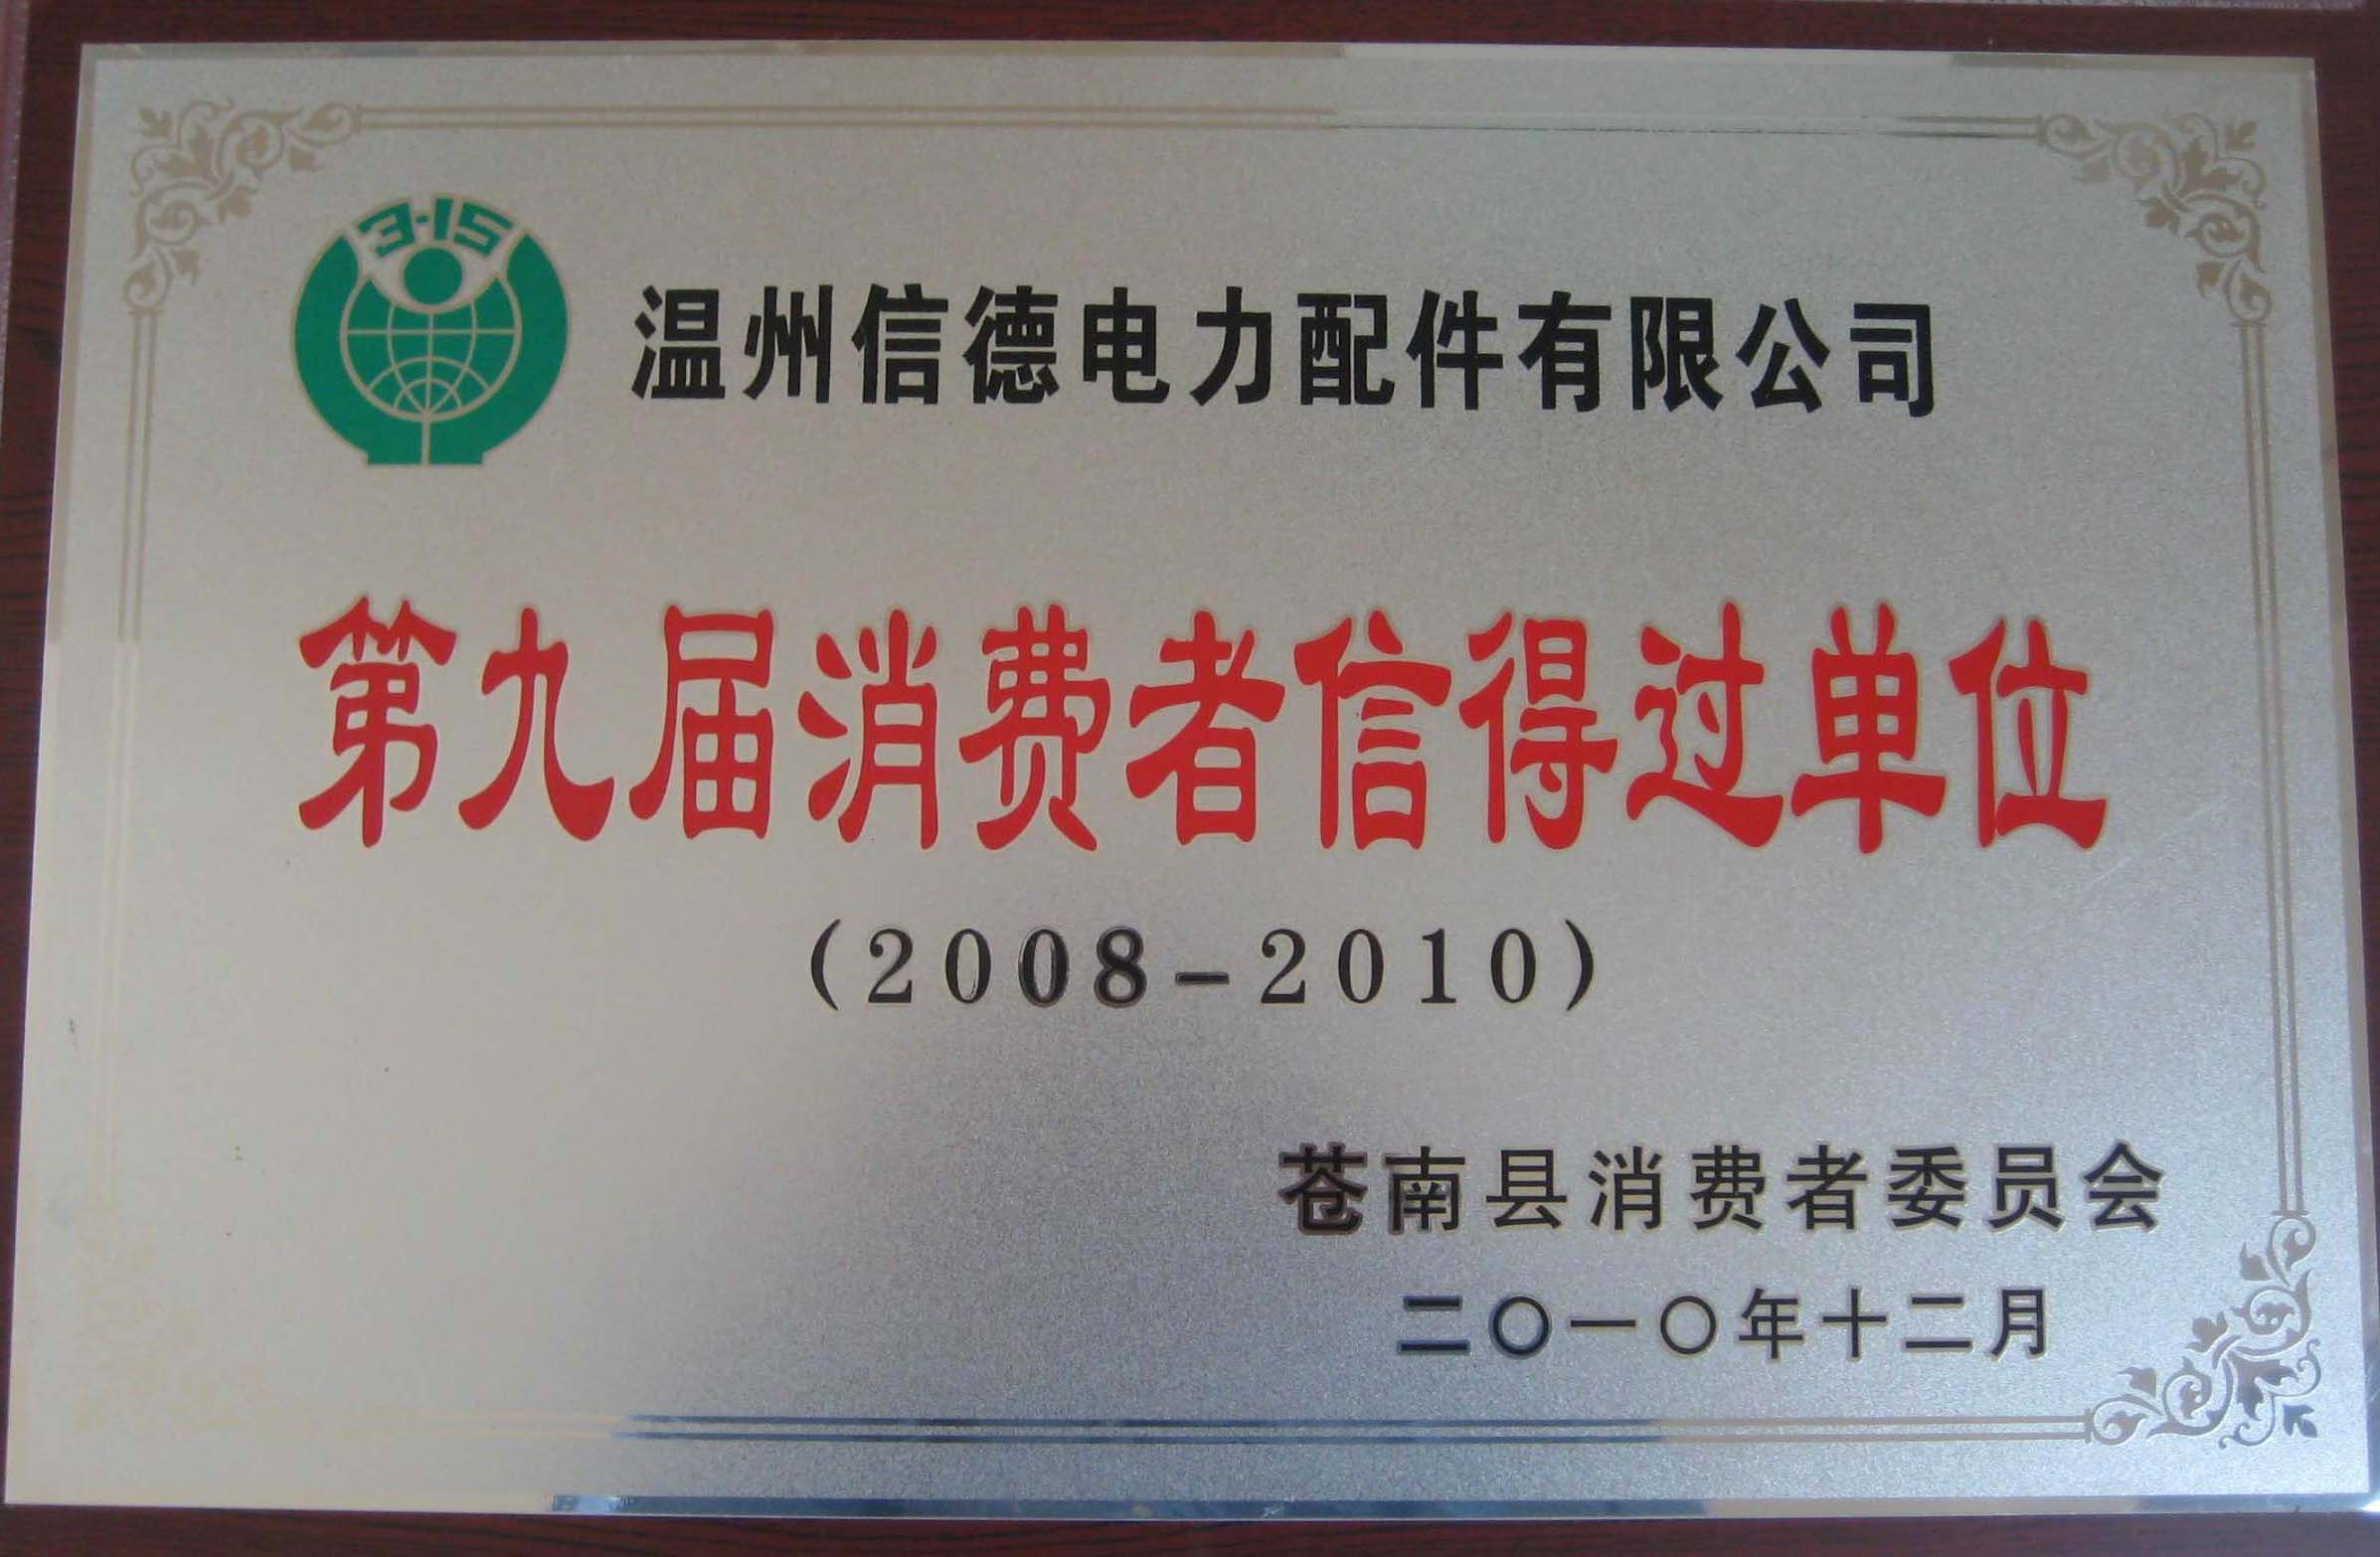 3·15
温州信德电力配件有限公司
第九届消费者信得过单位
(2008-2010)
苍南县消费者委员会
二〇一〇年十二月